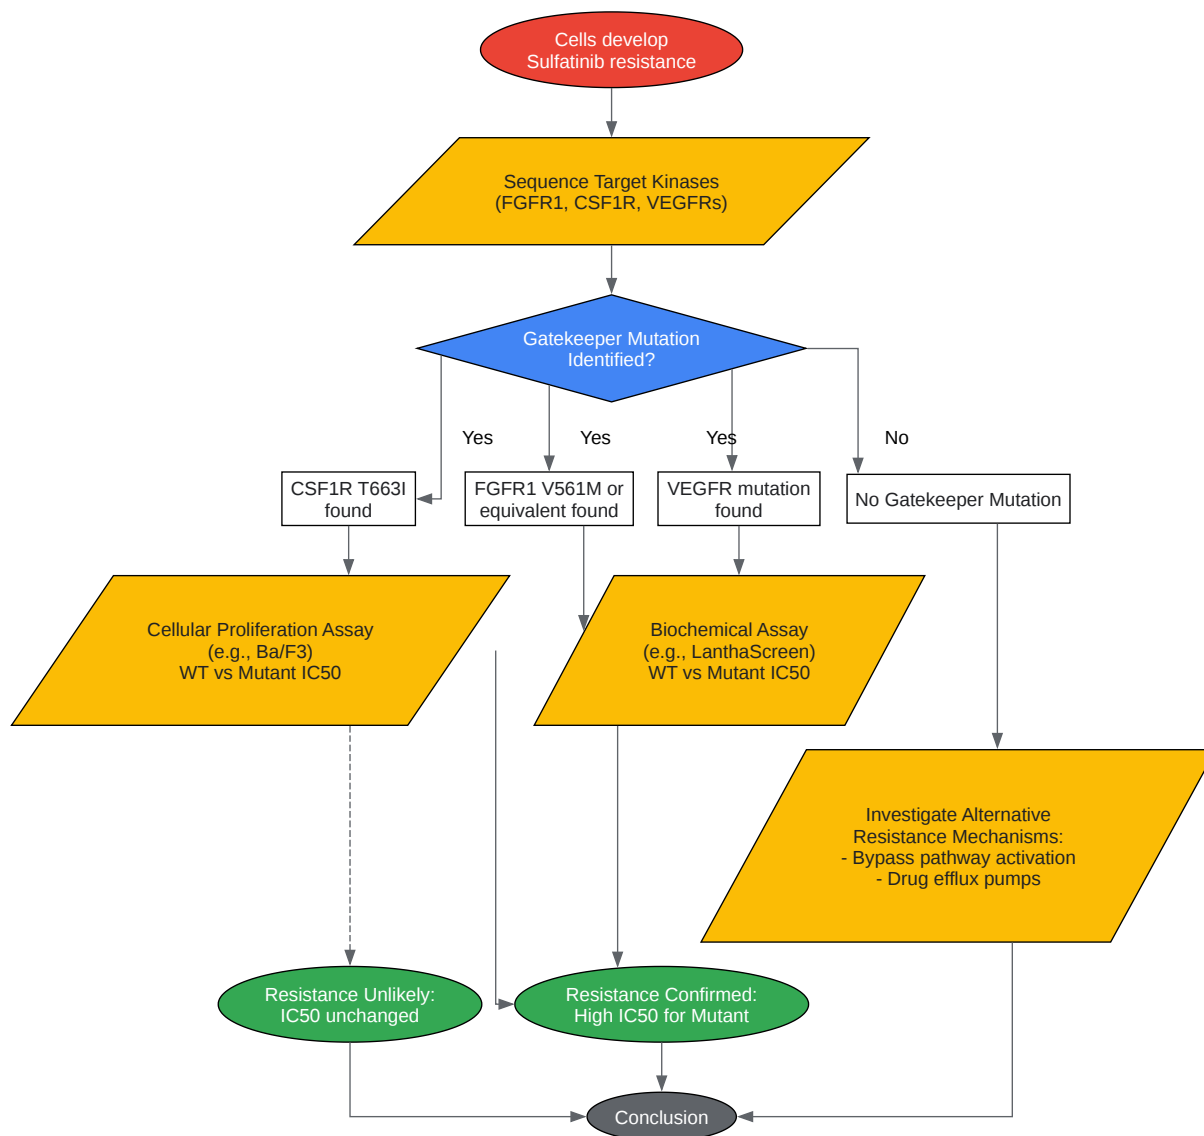 Cells develop
Sulfatinib resistance
Sequence Target Kinases
(FGFR1, CSF1R, VEGFRs)
Gatekeeper Mutation
Identified?
Yes
Yes
Yes
No
CSF1R T663I
found
FGFR1 V561M or
equivalent found
VEGFR mutation
found
No Gatekeeper Mutation
Cellular Proliferation Assay
(e.g., Ba/F3)
WT vs Mutant IC50
Biochemical Assay
(e.g., LanthaScreen)
WT vs Mutant IC50
Investigate Alternative
Resistance Mechanisms:
- Bypass pathway activation
- Drug efflux pumps
Resistance Unlikely:
IC50 unchanged
Resistance Confirmed:
High IC50 for Mutant
Conclusion